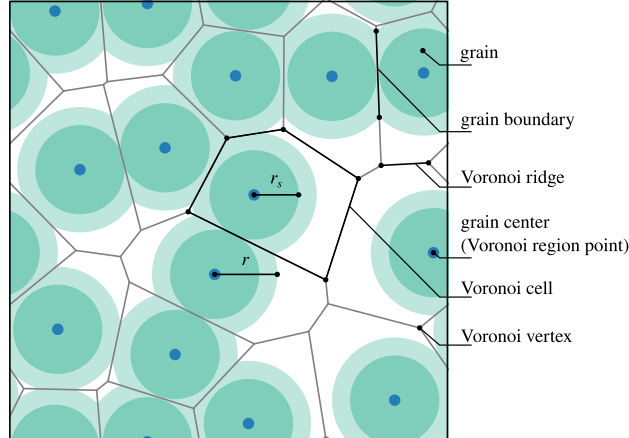 grain
grain boundary
r_s
Voronoi ridge
grain center
(Voronoi region point)
r
Voronoi cell
Voronoi vertex